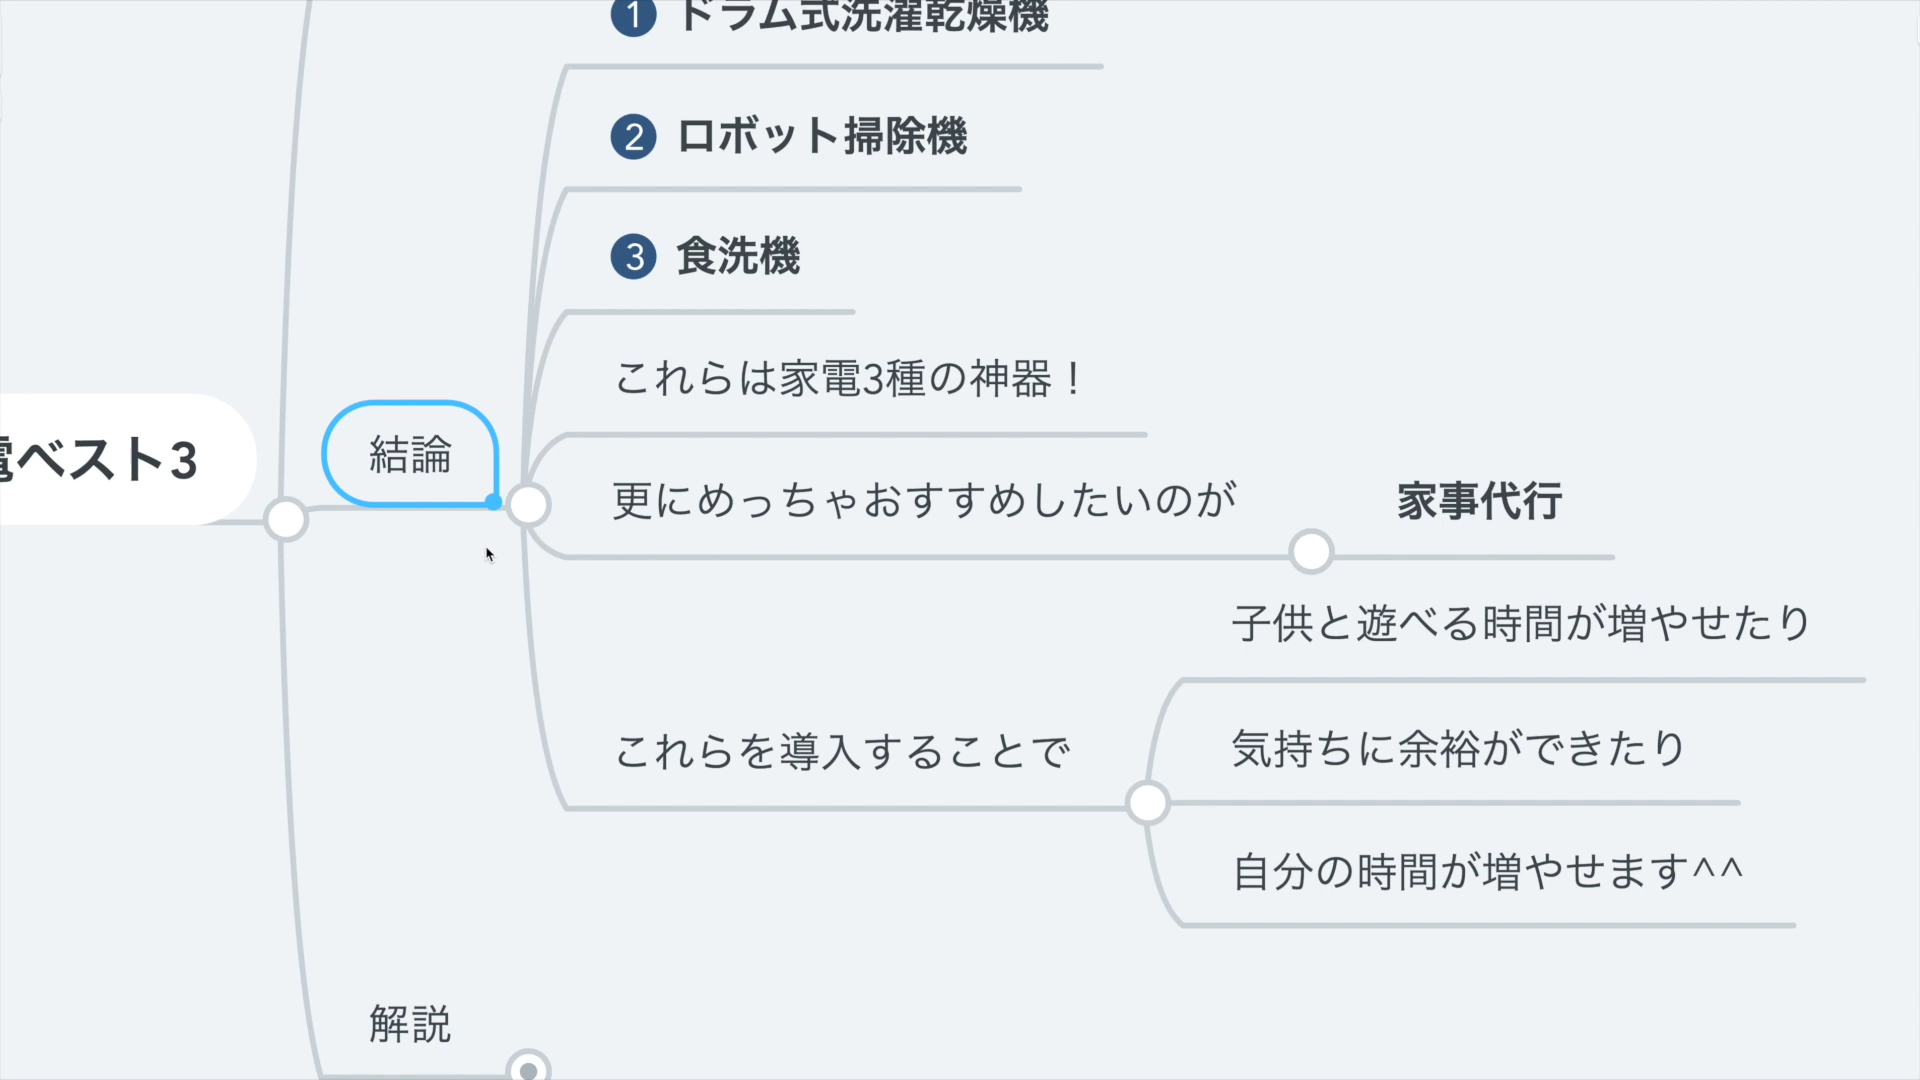 ① ドラム式洗濯乾燥機
② ロボット掃除機
③ 食洗機
これらは家電3種の神器！
電ベスト3
結論
更にめっちゃおすすめしたいのが
家事代行
子供と遊べる時間が増やせたり
これらを導入することで
気持ちに余裕ができたり
自分の時間が増やせます^^
解説